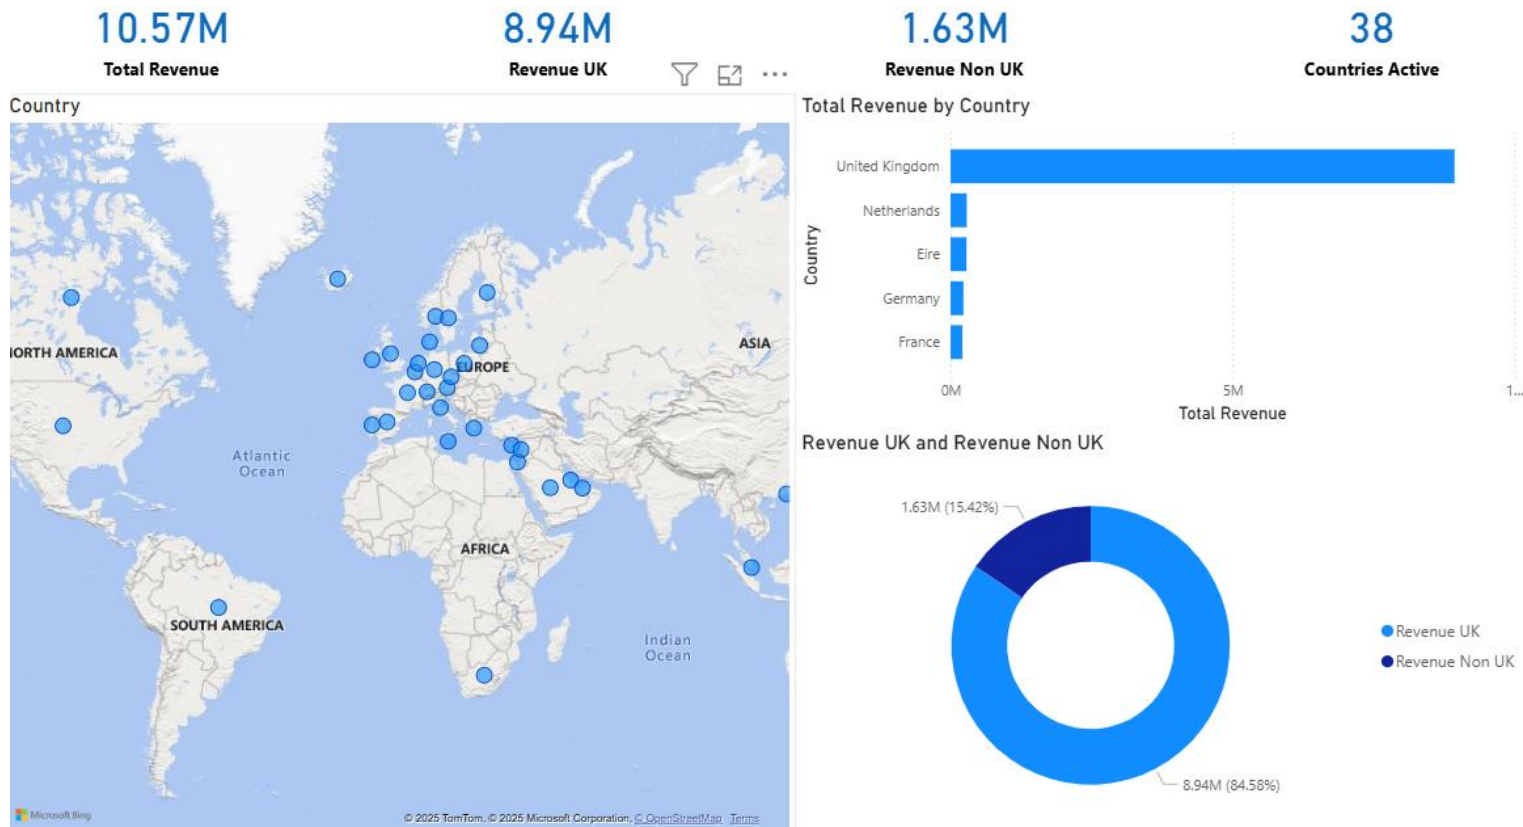 10.57M
Total Revenue
8.94M
Revenue UK
1.63M
Revenue Non UK
38
Countries Active
Country
ORTH AMERICA
ASIA
EUROPE
Atlantic
Ocean
AFRICA
SOUTH AMERICA
Indian
Ocean
Microsoft Bing
© 2025 TomTom, © 2025 Microsoft Corporation, © OpenStreetMap Terms
Total Revenue by Country
Country
United Kingdom
Netherlands
Eire
Germany
France
0M
5M
1...
Total Revenue
Revenue UK and Revenue Non UK
1.63M (15.42%)
8.94M (84.58%)
Revenue UK
Revenue Non UK